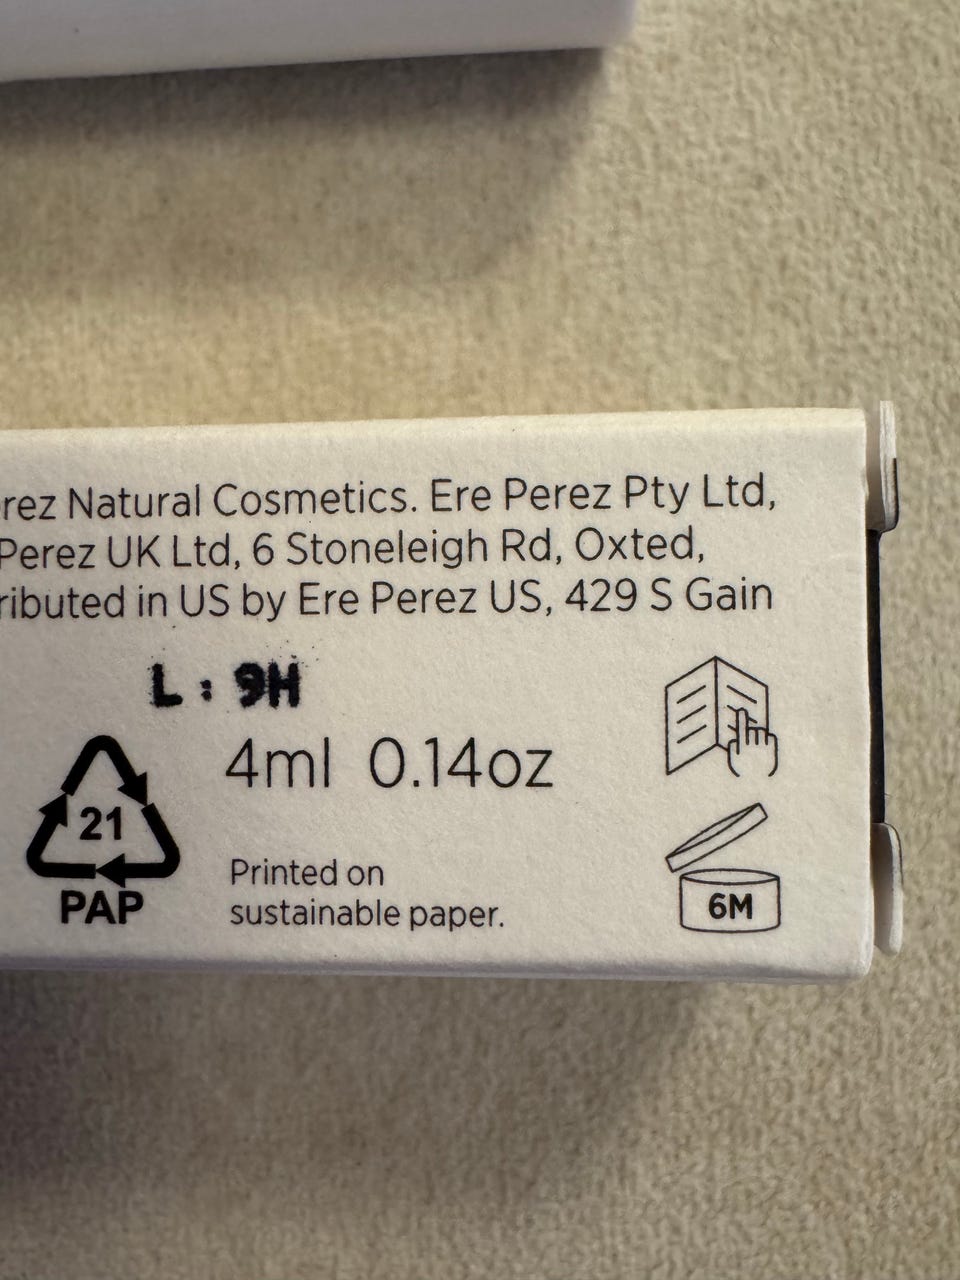 rez Natural Cosmetics. Ere Perez Pty Ltd,
Perez UK Ltd, 6 Stoneleigh Rd, Oxted,
ributed in US by Ere Perez US, 429 S Gain
L: 9H
4ml 0.14oz
21
PAP
Printed on
sustainable paper.
6M